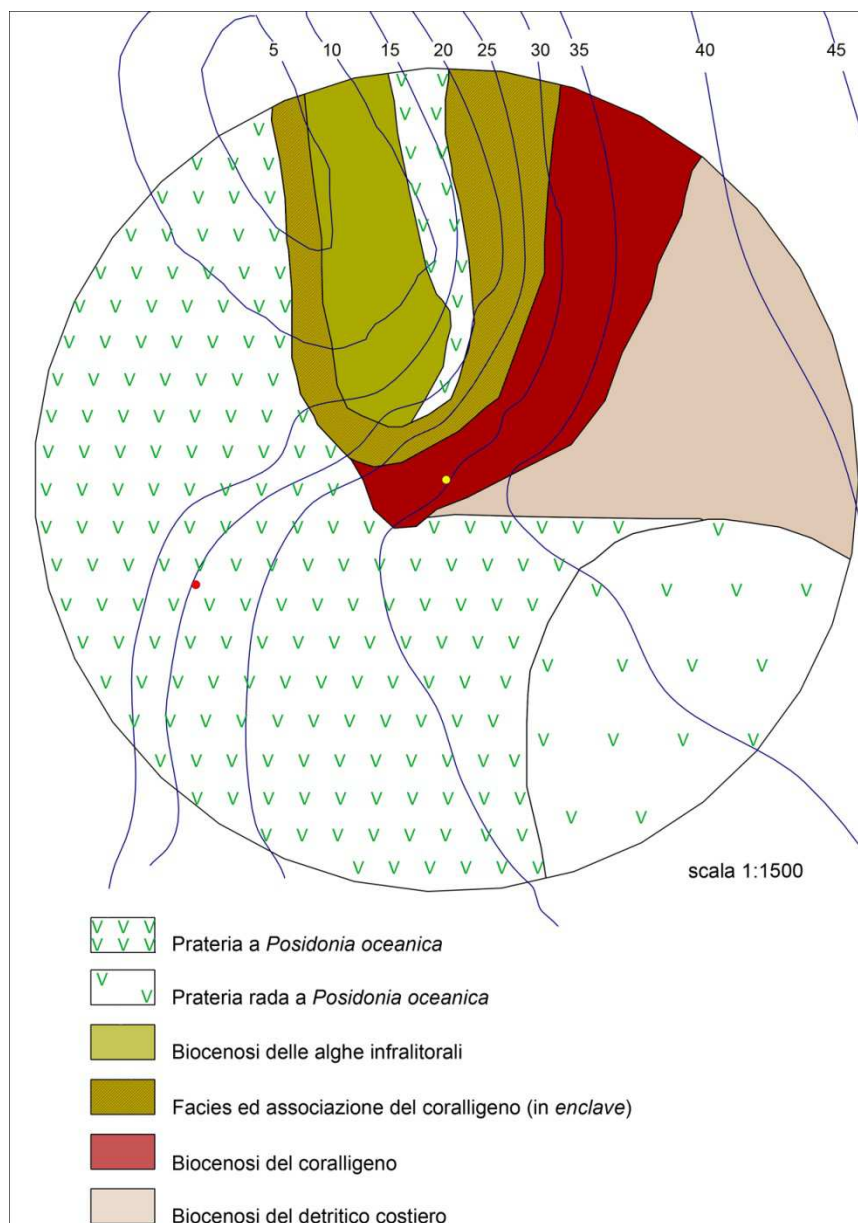 5 10 15 20 25 30 35 40 45
scala 1:1500
Prateria a Posidonia oceanica
Prateria rada a Posidonia oceanica
Biocenosi delle alghe infralitorali
Facies ed associazione del coralligeno (in enclave)
Biocenosi del coralligeno
Biocenosi del detritico costiero